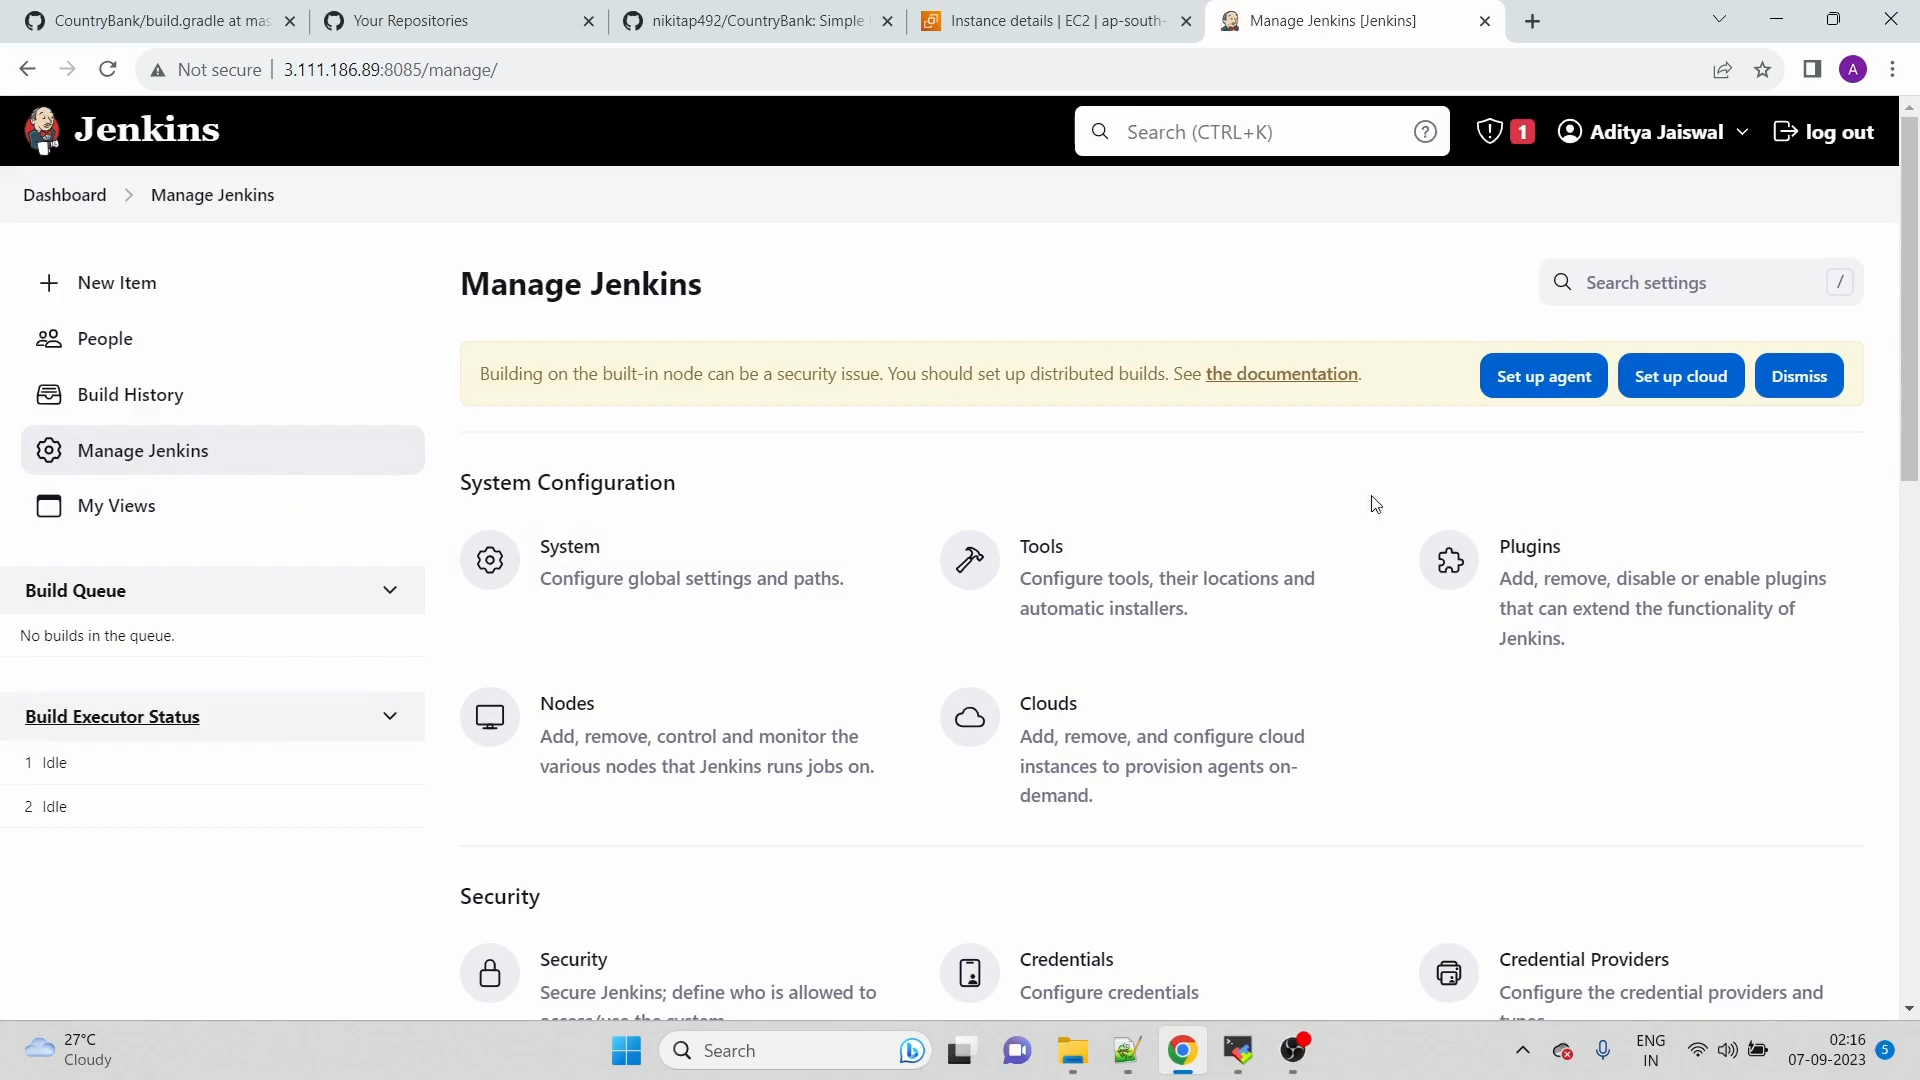 CountryBank/build.gradle at mas
Your Repositories
nikitap492/CountryBank: Simple
Instance details | EC2 | ap-south-
Manage Jenkins [Jenkins]
Not secure
3.111.186.89:8085/manage/
A
Jenkins
Search (CTRL+K)
?
1
Aditya Jaiswal
log out
Dashboard
Manage Jenkins
New Item
People
Build History
Manage Jenkins
My Views
Build Queue
No builds in the queue.
Build Executor Status
1 Idle
2 Idle
Manage Jenkins
Search settings
/
Building on the built-in node can be a security issue. You should set up distributed builds. See the documentation.
Set up agent
Set up cloud
Dismiss
System Configuration
System
Configure global settings and paths.
Tools
Configure tools, their locations and
automatic installers.
Plugins
Add, remove, disable or enable plugins
that can extend the functionality of
Jenkins.
Nodes
Add, remove, control and monitor the
various nodes that Jenkins runs jobs on.
Clouds
Add, remove, and configure cloud
instances to provision agents on-
demand.
Security
Security
Secure Jenkins; define who is allowed to
access/use the system.
Credentials
Configure credentials
Credential Providers
Configure the credential providers and
types.
27°C
Cloudy
Search
ENG
IN
02:16
07-09-2023
5